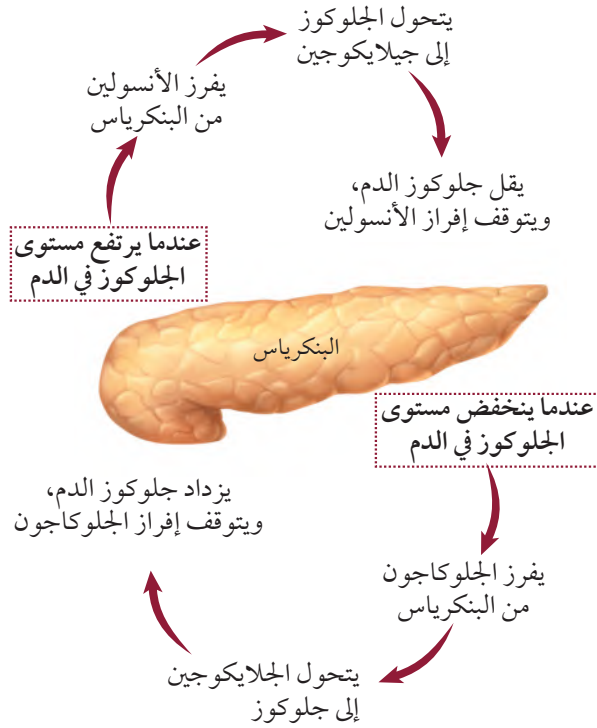 عندما يرتفع مستوى
الجلوكوز في الدم
يفرز الأنسولين
من البنكرياس
يتحول الجلوكوز
إلى جيلايكوجين
يقل جلوكوز الدم،
ويتوقف إفراز الأنسولين
البنكرياس
عندما ينخفض مستوى
الجلوكوز في الدم
يفرز الجلوكاجون
من البنكرياس
يتحول الجلايكوجين
إلى جلوكوز
يزداد جلوكوز الدم،
ويتوقف إفراز الجلوكاجون